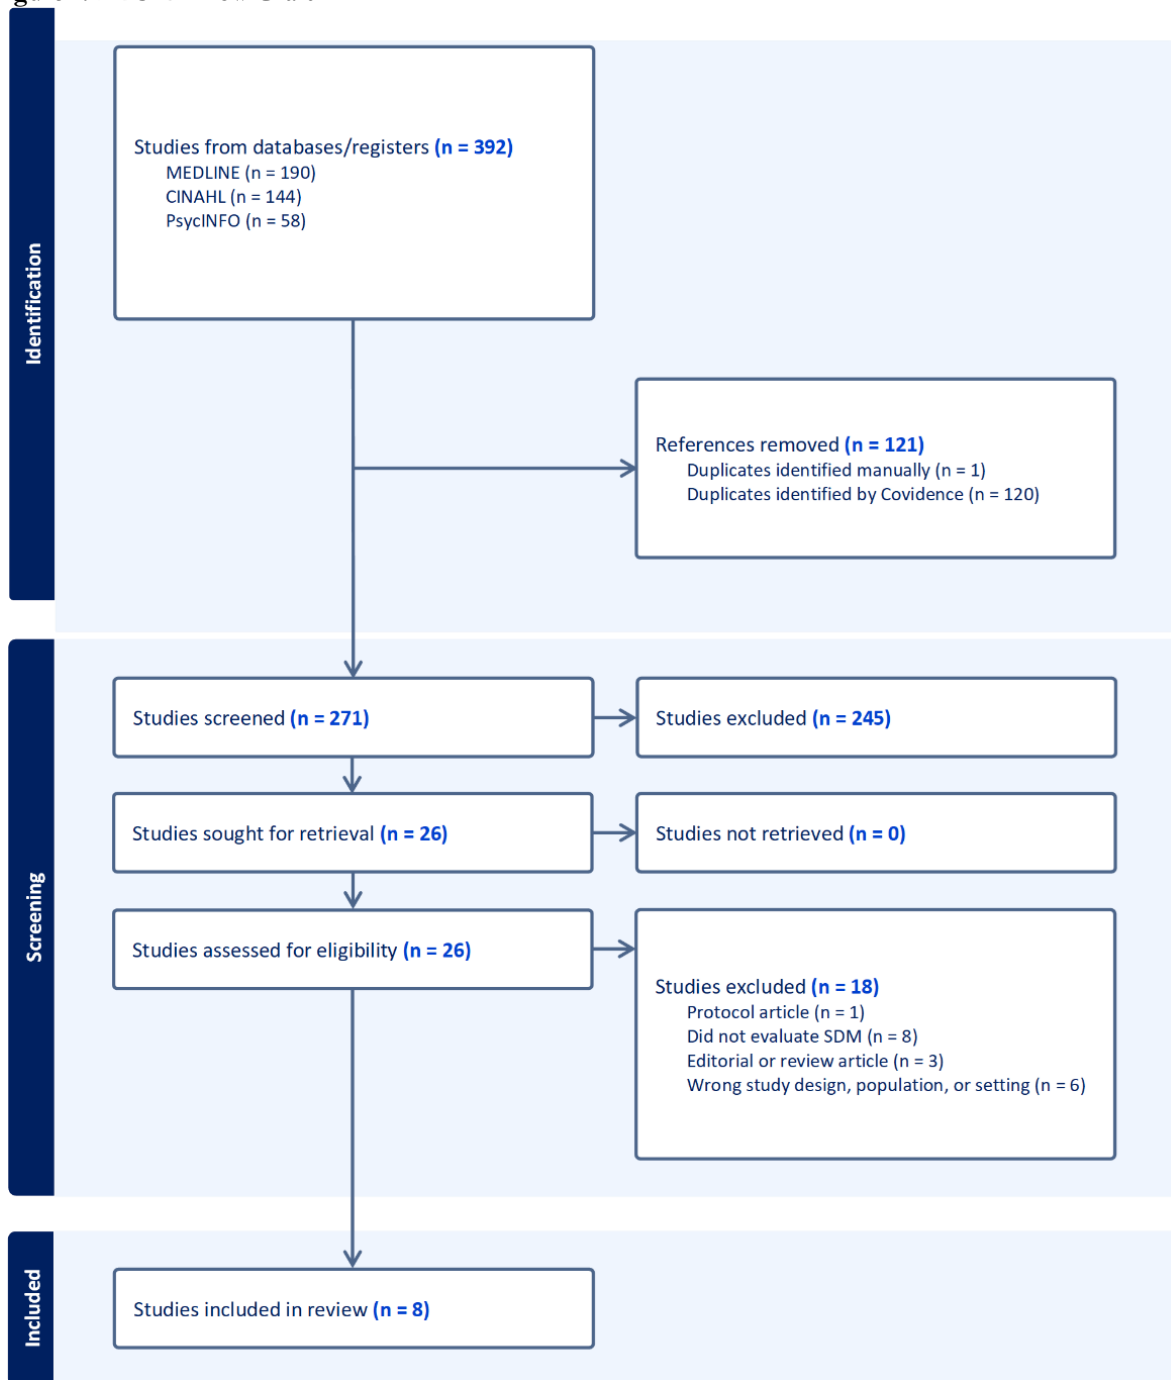 Identification
Studies from databases/registers (n = 392)
MEDLINE (n = 190)
CINAHL (n = 144)
PsycINFO (n = 58)
References removed (n = 121)
Duplicates identified manually (n = 1)
Duplicates identified by Covidence (n = 120)
Screening
Studies screened (n = 271)
Studies excluded (n = 245)
Studies sought for retrieval (n = 26)
Studies not retrieved (n = 0)
Studies assessed for eligibility (n = 26)
Studies excluded (n = 18)
Protocol article (n = 1)
Did not evaluate SDM (n = 8)
Editorial or review article (n = 3)
Wrong study design, population, or setting (n = 6)
Included
Studies included in review (n = 8)